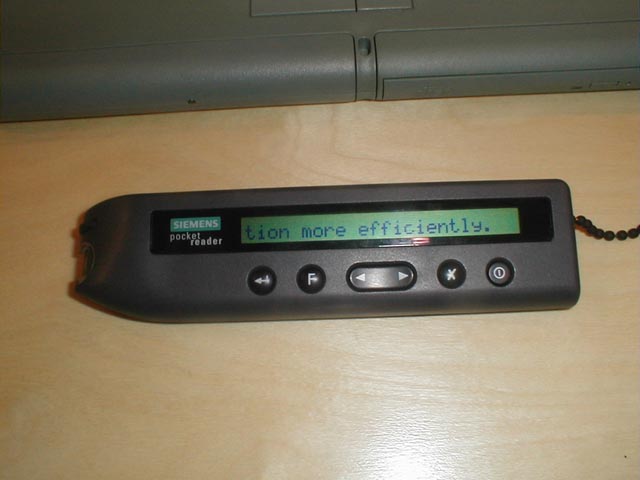 SIEMENS
pocket
reader
tion more efficiently.
F